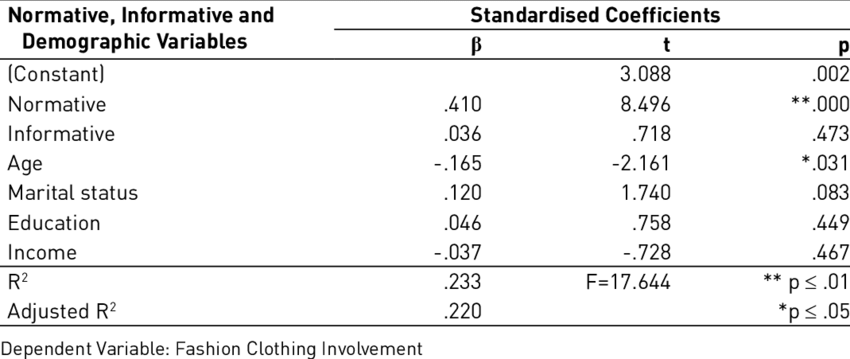 Normative, Informative and Standardised Coefficients
Demographic Variables β t p
(Constant) 3.088 .002
Normative .410 8.496 **.000
Informative .036 .718 .473
Age -.165 -2.161 *.031
Marital status .120 1.740 .083
Education .046 .758 .449
Income -.037 -.728 .467
R² .233 F=17.644 ** p ≤ .01
Adjusted R² .220 *p ≤ .05
Dependent Variable: Fashion Clothing Involvement